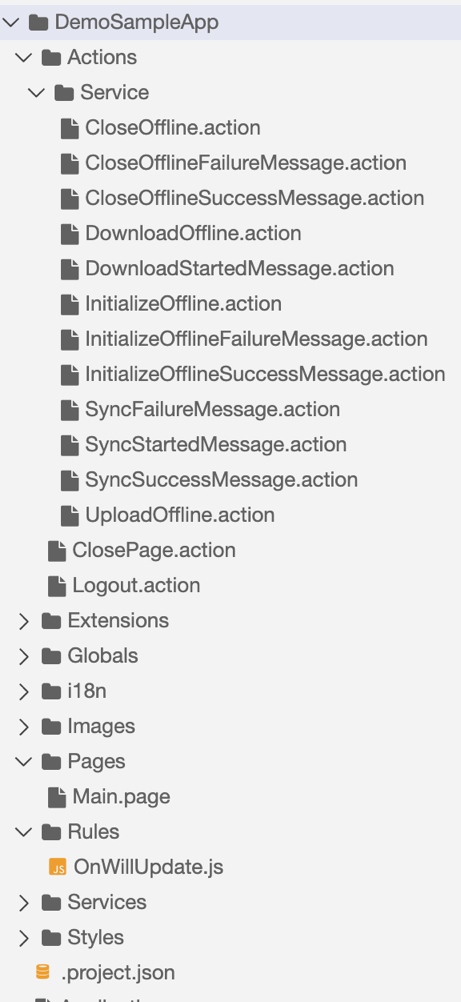 DemoSampleApp
Actions
Service
CloseOffline.action
CloseOfflineFailureMessage.action
CloseOfflineSuccessMessage.action
DownloadOffline.action
DownloadStartedMessage.action
InitializeOffline.action
InitializeOfflineFailureMessage.action
InitializeOfflineSuccessMessage.action
SyncFailureMessage.action
SyncStartedMessage.action
SyncSuccessMessage.action
UploadOffline.action
ClosePage.action
Logout.action
Extensions
Globals
i18n
Images
Pages
Main.page
Rules
JS OnWillUpdate.js
Services
Styles
.project.json